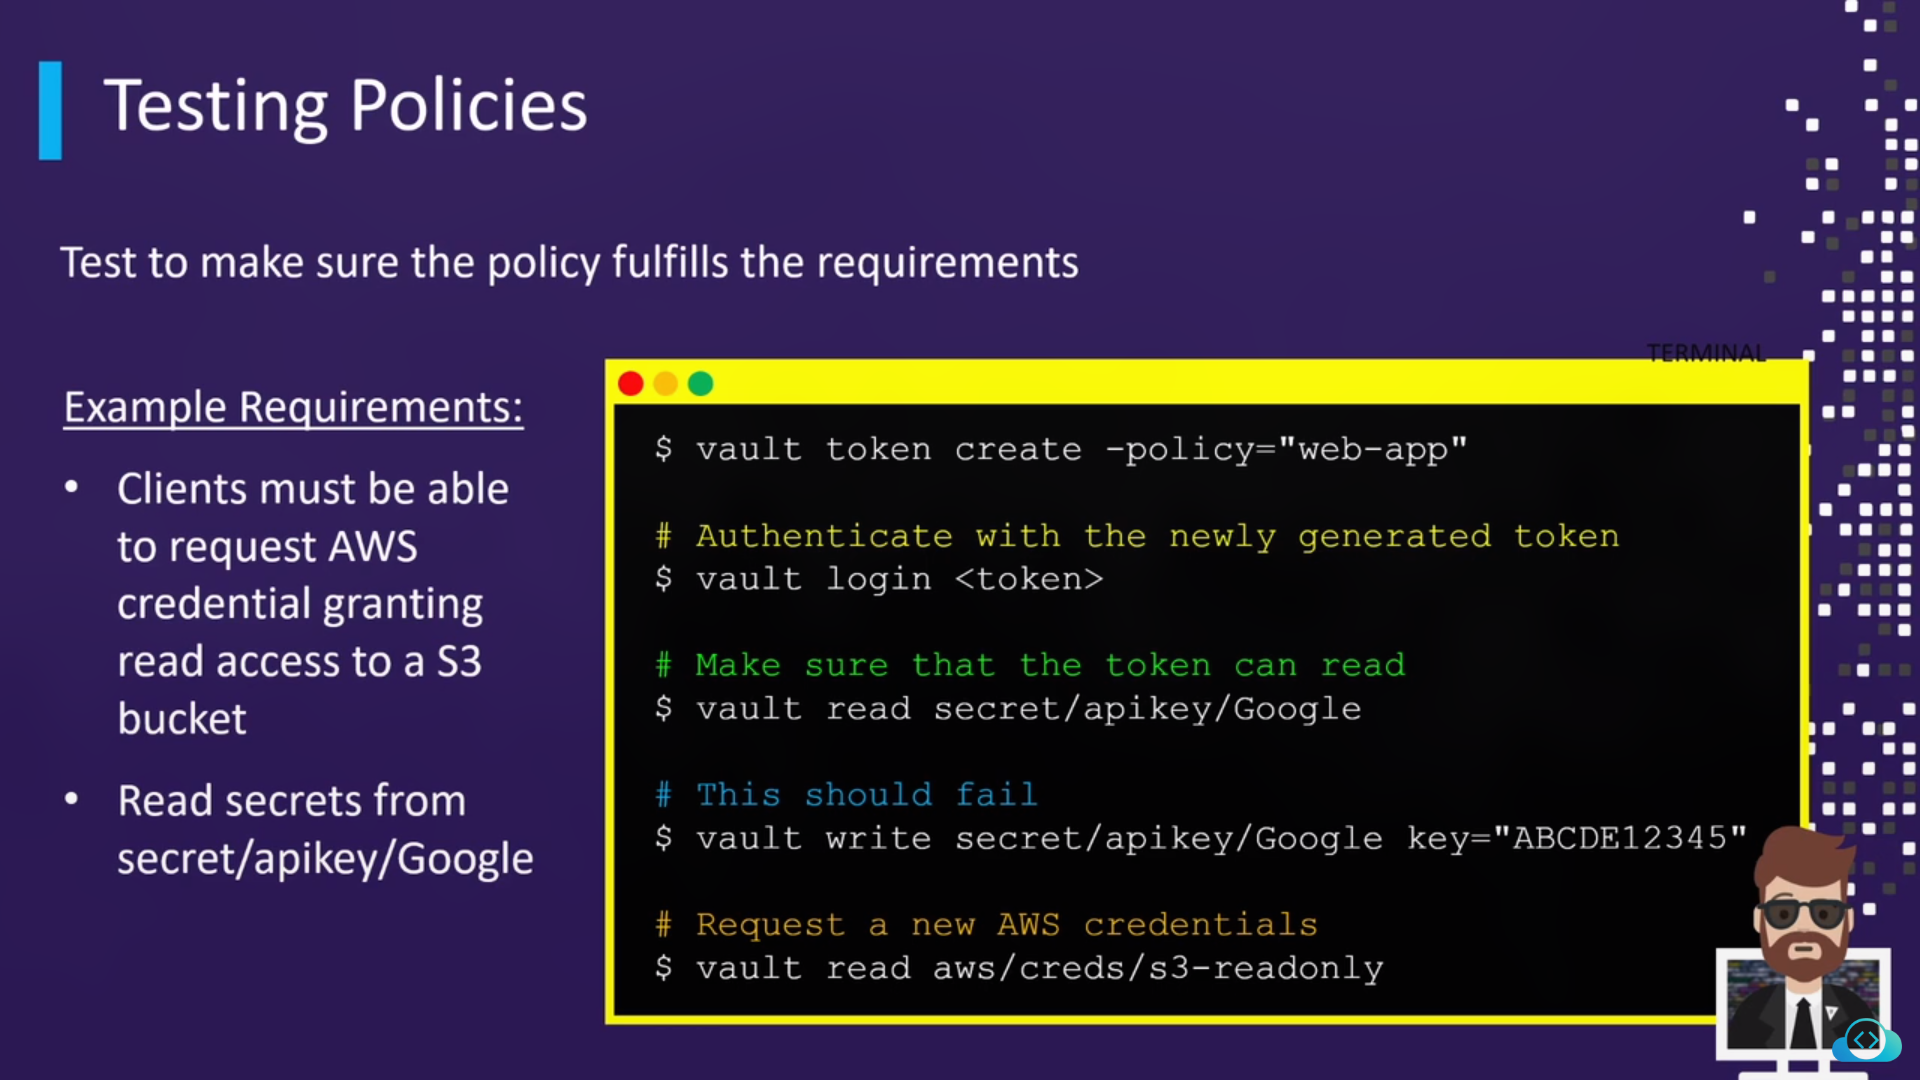 Testing Policies
Test to make sure the policy fulfills the requirements
Example Requirements:
• Clients must be able
to request AWS
credential granting
read access to a S3
bucket
• Read secrets from
secret/apikey/Google
TERMINAL
$ vault token create -policy="web-app"
# Authenticate with the newly generated token
$ vault login <token>
# Make sure that the token can read
$ vault read secret/apikey/Google
# This should fail
$ vault write secret/apikey/Google key="ABCDE12345"
# Request a new AWS credentials
$ vault read aws/creds/s3-readonly